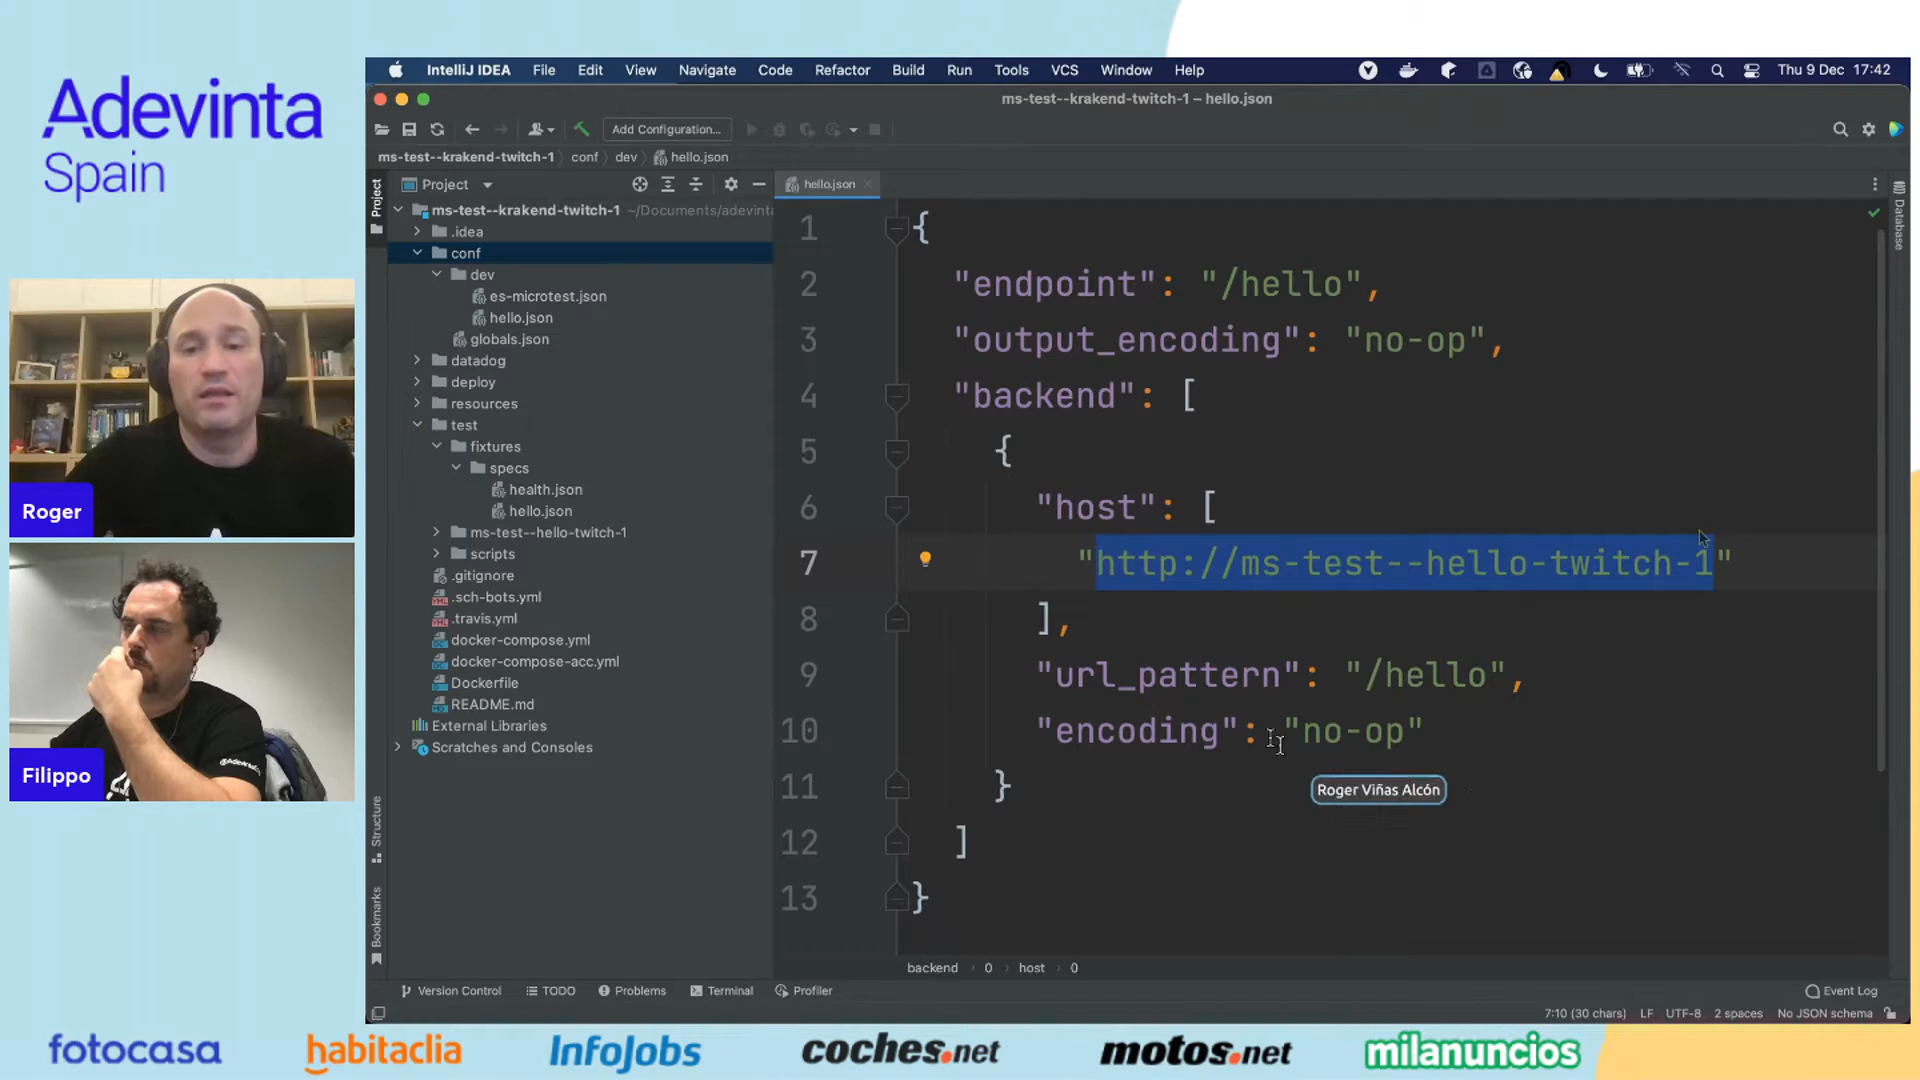 Adevinta
Spain
Roger
Filippo
IntelliJ IDEA File Edit View Navigate Code Refactor Build Run Tools VCS Window Help Thu 9 Dec 17:42
ms-test--krakend-twitch-1 – hello.json
Add Configuration...
ms-test--krakend-twitch-1 conf dev hello.json
Project
Project
ms-test--krakend-twitch-1 ~/Documents/adevinta
.idea
conf
dev
es-microtest.json
hello.json
globals.json
datadog
deploy
resources
test
fixtures
specs
health.json
hello.json
ms-test--hello-twitch-1
scripts
.gitignore
.sch-bots.yml
.travis.yml
docker-compose.yml
docker-compose-acc.yml
Dockerfile
README.md
External Libraries
Scratches and Consoles
Structure
Bookmarks
hello.json
1 {
2 "endpoint": "/hello",
3 "output_encoding": "no-op",
4 "backend": [
5 {
6 "host": [
7 "http://ms-test--hello-twitch-1"
8 ],
9 "url_pattern": "/hello",
10 "encoding": "no-op"
11 }
12 ]
13 }
Roger Viñas Alcón
Database
backend 0 host 0
Version Control TODO Problems Terminal Profiler Event Log
7:10 (30 chars) LF UTF-8 2 spaces No JSON schema
fotocasa habitaclia InfoJobs coches.net motos.net milanuncios